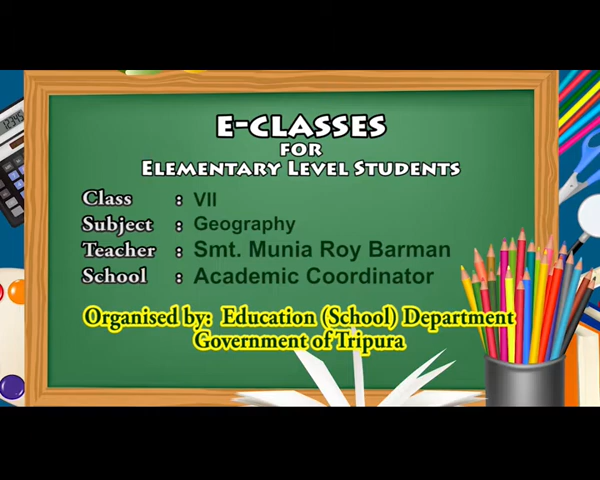 E-CLASSES
FOR
ELEMENTARY LEVEL STUDENTS
Class : VII
Subject : Geography
Teacher : Smt. Munia Roy Barman
School : Academic Coordinator
Organised by: Education (School) Department
Government of Tripura